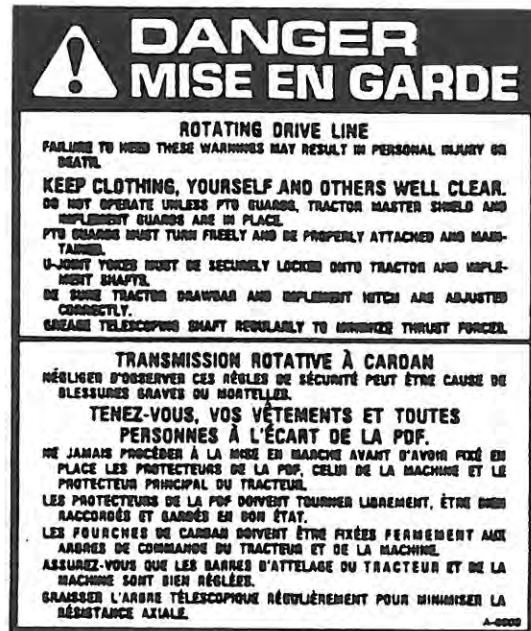 DANGER
MISE EN GARDE
ROTATING DRIVE LINE
FAILURE TO HEED THESE WARNINGS MAY RESULT IN PERSONAL INJURY OR
DEATH.
KEEP CLOTHING, YOURSELF AND OTHERS WELL CLEAR.
DO NOT OPERATE UNLESS PTO GUARDS, TRACTOR MASTER SHIELD AND
IMPLEMENT GUARDS ARE IN PLACE.
PTO GUARDS MUST TURN FREELY AND BE PROPERLY ATTACHED AND MAIN-
TAINED.
U-JOINT YOKES MUST BE SECURELY LOCKED ONTO TRACTOR AND IMPLE-
MENT SHAFTS.
BE SURE TRACTOR DRAWBAR AND IMPLEMENT HITCH ARE ADJUSTED
CORRECTLY.
GREASE TELESCOPING SHAFT REGULARLY TO MINIMIZE THRUST FORCES.
TRANSMISSION ROTATIVE À CARDAN
NÉGLIGER D'OBSERVER CES RÈGLES DE SÉCURITÉ PEUT ÊTRE CAUSE DE
BLESSURES GRAVES OU MORTELLES.
TENEZ-VOUS, VOS VÊTEMENTS ET TOUTES
PERSONNES À L'ÉCART DE LA PDF.
NE JAMAIS PROCÉDER À LA MISE EN MARCHE AVANT D'AVOIR FIXÉ EN
PLACE LES PROTECTEURS DE LA PDF, CELUI DE LA MACHINE ET LE
PROTECTEUR PRINCIPAL DU TRACTEUR.
LES PROTECTEURS DE LA PDF DOIVENT TOURNER LIBREMENT, ÊTRE BIEN
RACCORDÉS ET GARDÉS EN BON ÉTAT.
LES FOURCHES DE CARDAN DOIVENT ÊTRE FIXÉES FERMEMENT AUX
ARBRES DE COMMANDE DU TRACTEUR ET DE LA MACHINE.
ASSUREZ-VOUS QUE LES BARRES D'ATTELAGE DU TRACTEUR ET DE LA
MACHINE SONT BIEN RÉGLÉES.
GRAISSER L'ARBRE TÉLESCOPIQUE RÉGULIÈREMENT POUR MINIMISER LA
RÉSISTANCE AXIALE.